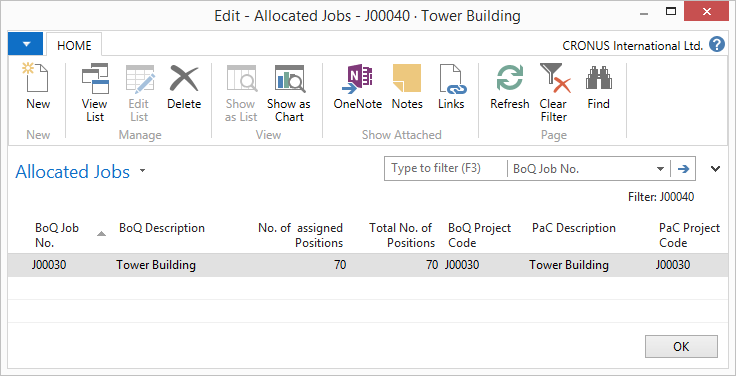 Edit - Allocated Jobs - J00040 · Tower Building
HOME
CRONUS International Ltd.
?
New
View List
Edit List
Delete
Show as List
Show as Chart
OneNote
Notes
Links
Refresh
Clear Filter
Find
New
Manage
View
Show Attached
Page
Allocated Jobs
Type to filter (F3)
BoQ Job No.
Filter: J00040
BoQ Job No.
BoQ Description
No. of assigned Positions
Total No. of Positions
BoQ Project Code
PaC Description
PaC Project Code
J00030
Tower Building
70
70
J00030
Tower Building
J00030
OK